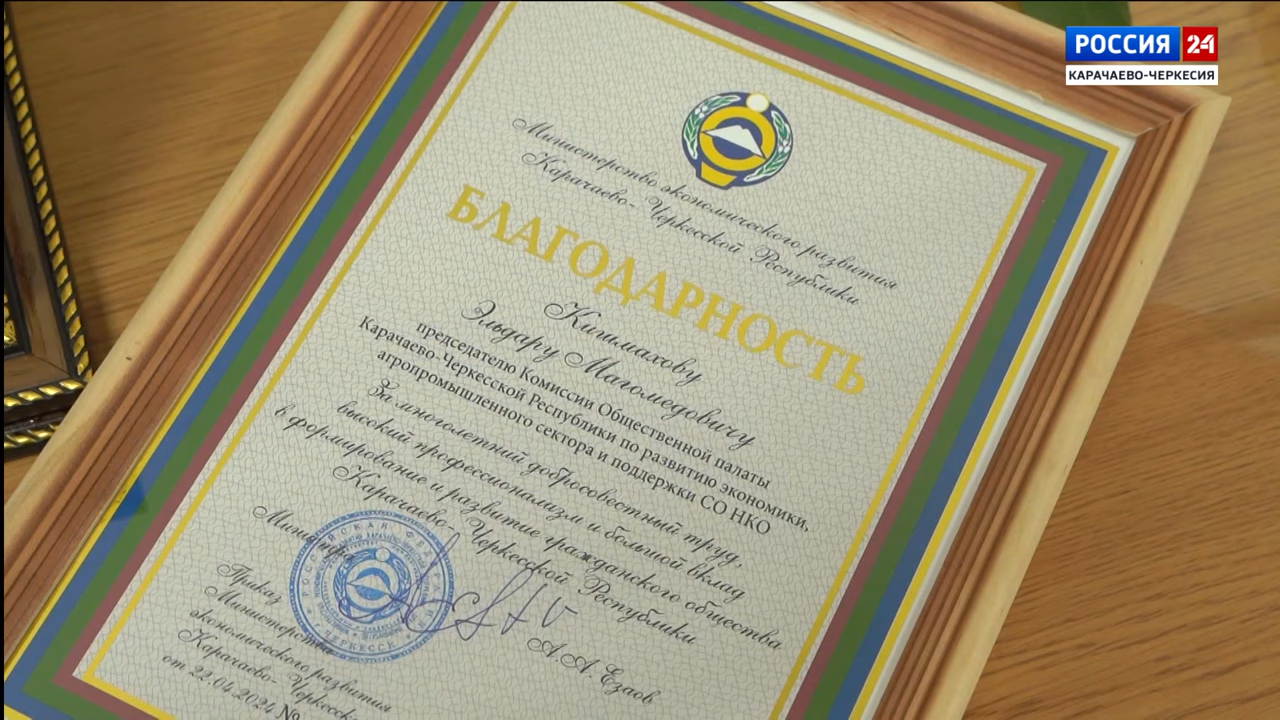 РОССИЯ 24
КАРАЧАЕВО-ЧЕРКЕСИЯ
Министерство экономического развития
Карачаево-Черкесской Республики
БЛАГОДАРНОСТЬ
Кишмахову
Эльдару Магомедовичу
председателю Комиссии Общественной палаты
Карачаево-Черкесской Республики по развитию экономики,
агропромышленного сектора и поддержки СО НКО
За многолетний добросовестный труд,
высокий профессионализм и большой вклад
в формирование и развитие гражданского общества
Карачаево-Черкесской Республики
Министр
А.А.Езаов
Приказ
Министерства
экономического развития
Карачаево-Черкесской
от 22.04.2024 №